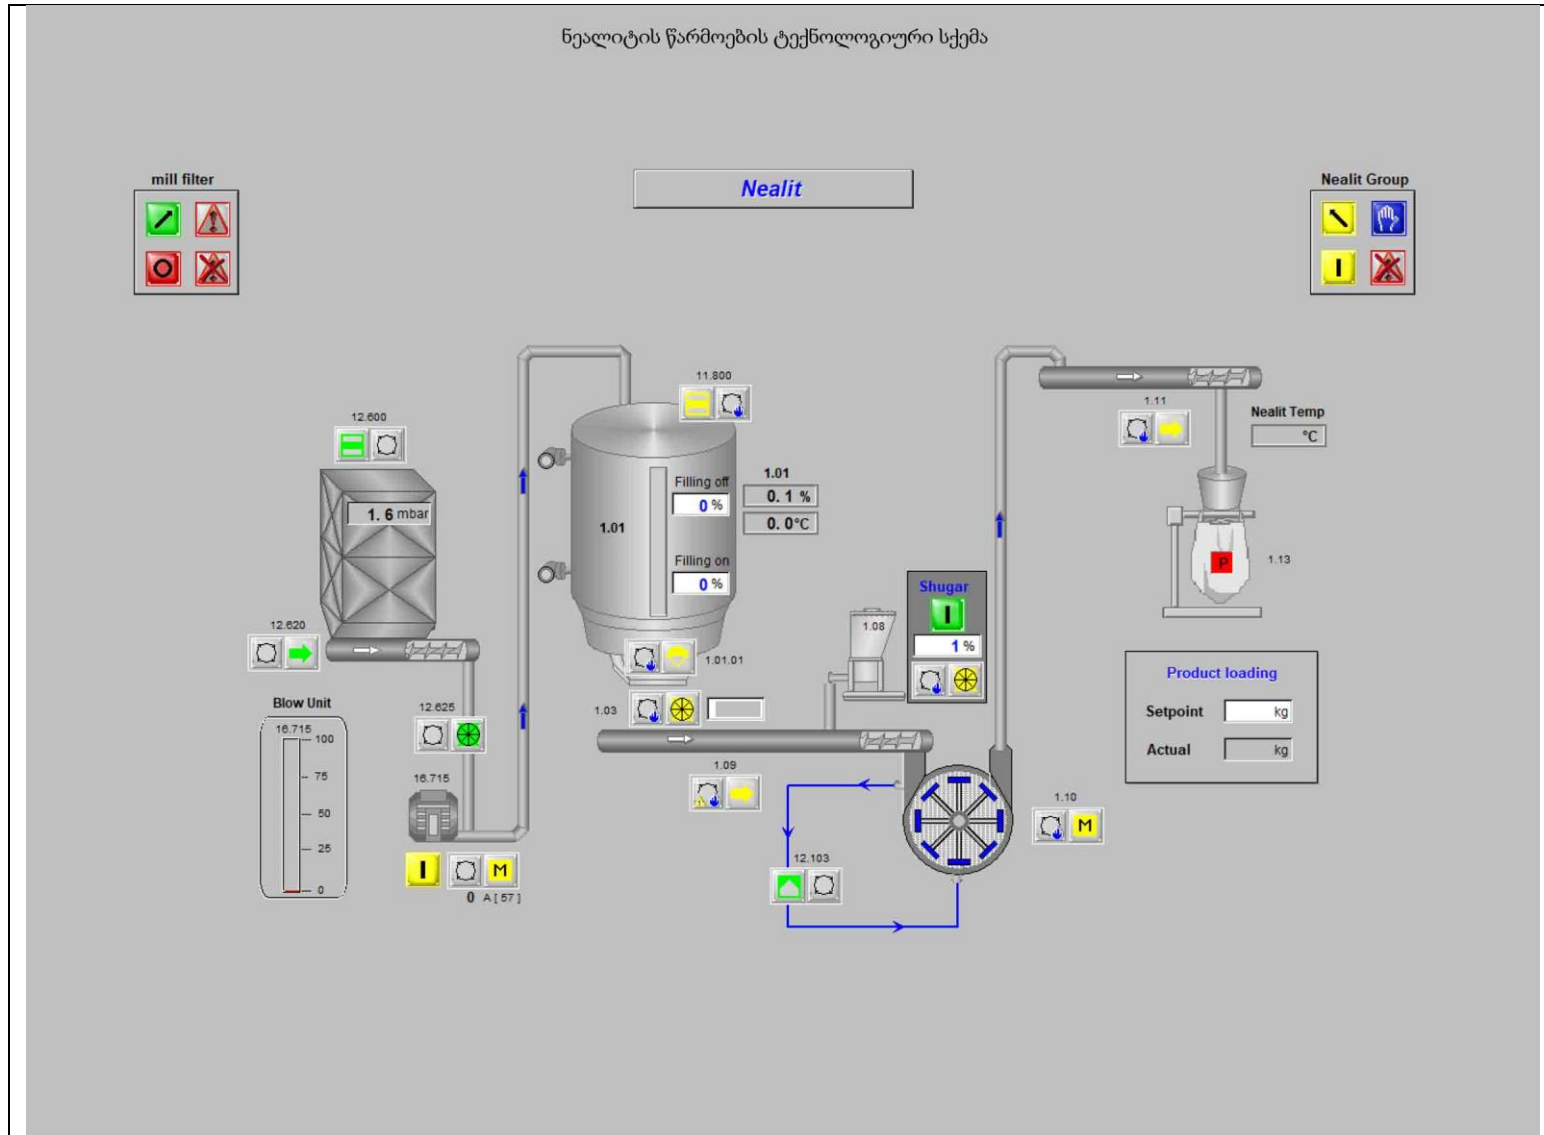 ნეალიტის წარმოების ტექნოლოგიური სქემა
mill filter
Nealit
Nealit Group
11.800
12.600
1.11
Nealit Temp
°C
Filling off
0 %
1.01
0. 1 %
0. 0°C
1. 6 mbar
1.01
Filling on
0 %
1.13
Shugar
I
1 %
1.08
P
12.620
1.01.01
Product loading
Setpoint kg
Actual kg
Blow Unit
16.715
100
75
50
25
0
12.625
1.03
1.09
16.715
1.10
M
12.103
I
M
0 A [ 57 ]